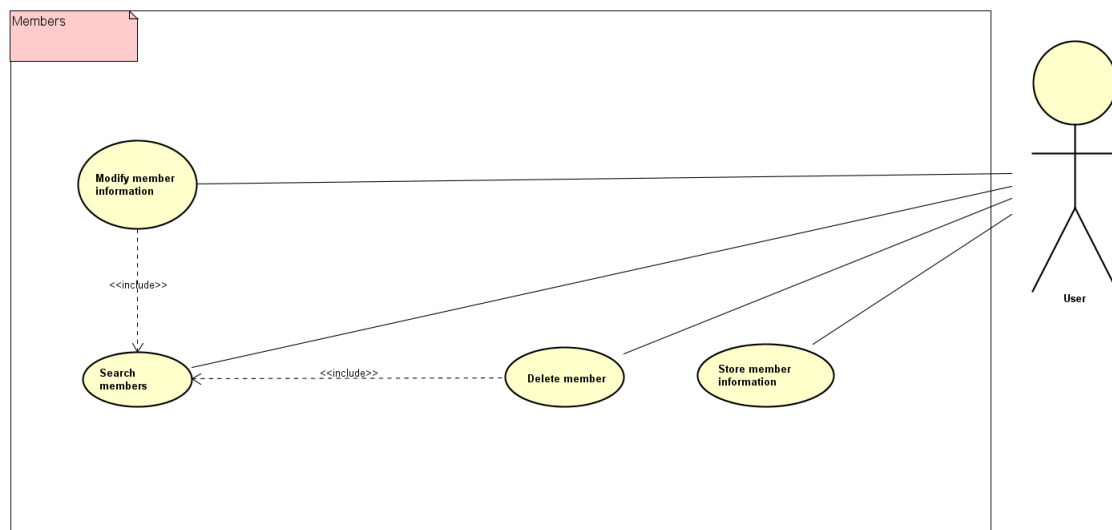 Members
Modify member
information
<<include>>
Search
members
<<include>>
Delete member
Store member
information
User